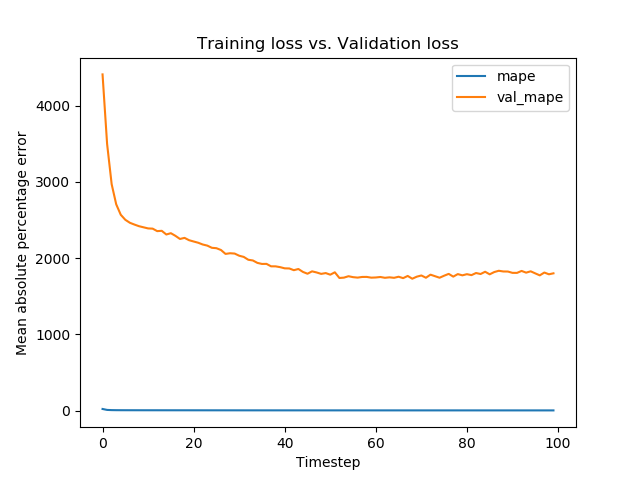 Training loss vs. Validation loss
mape
val_mape
Mean absolute percentage error
4000
3000
2000
1000
0
0 20 40 60 80 100
Timestep